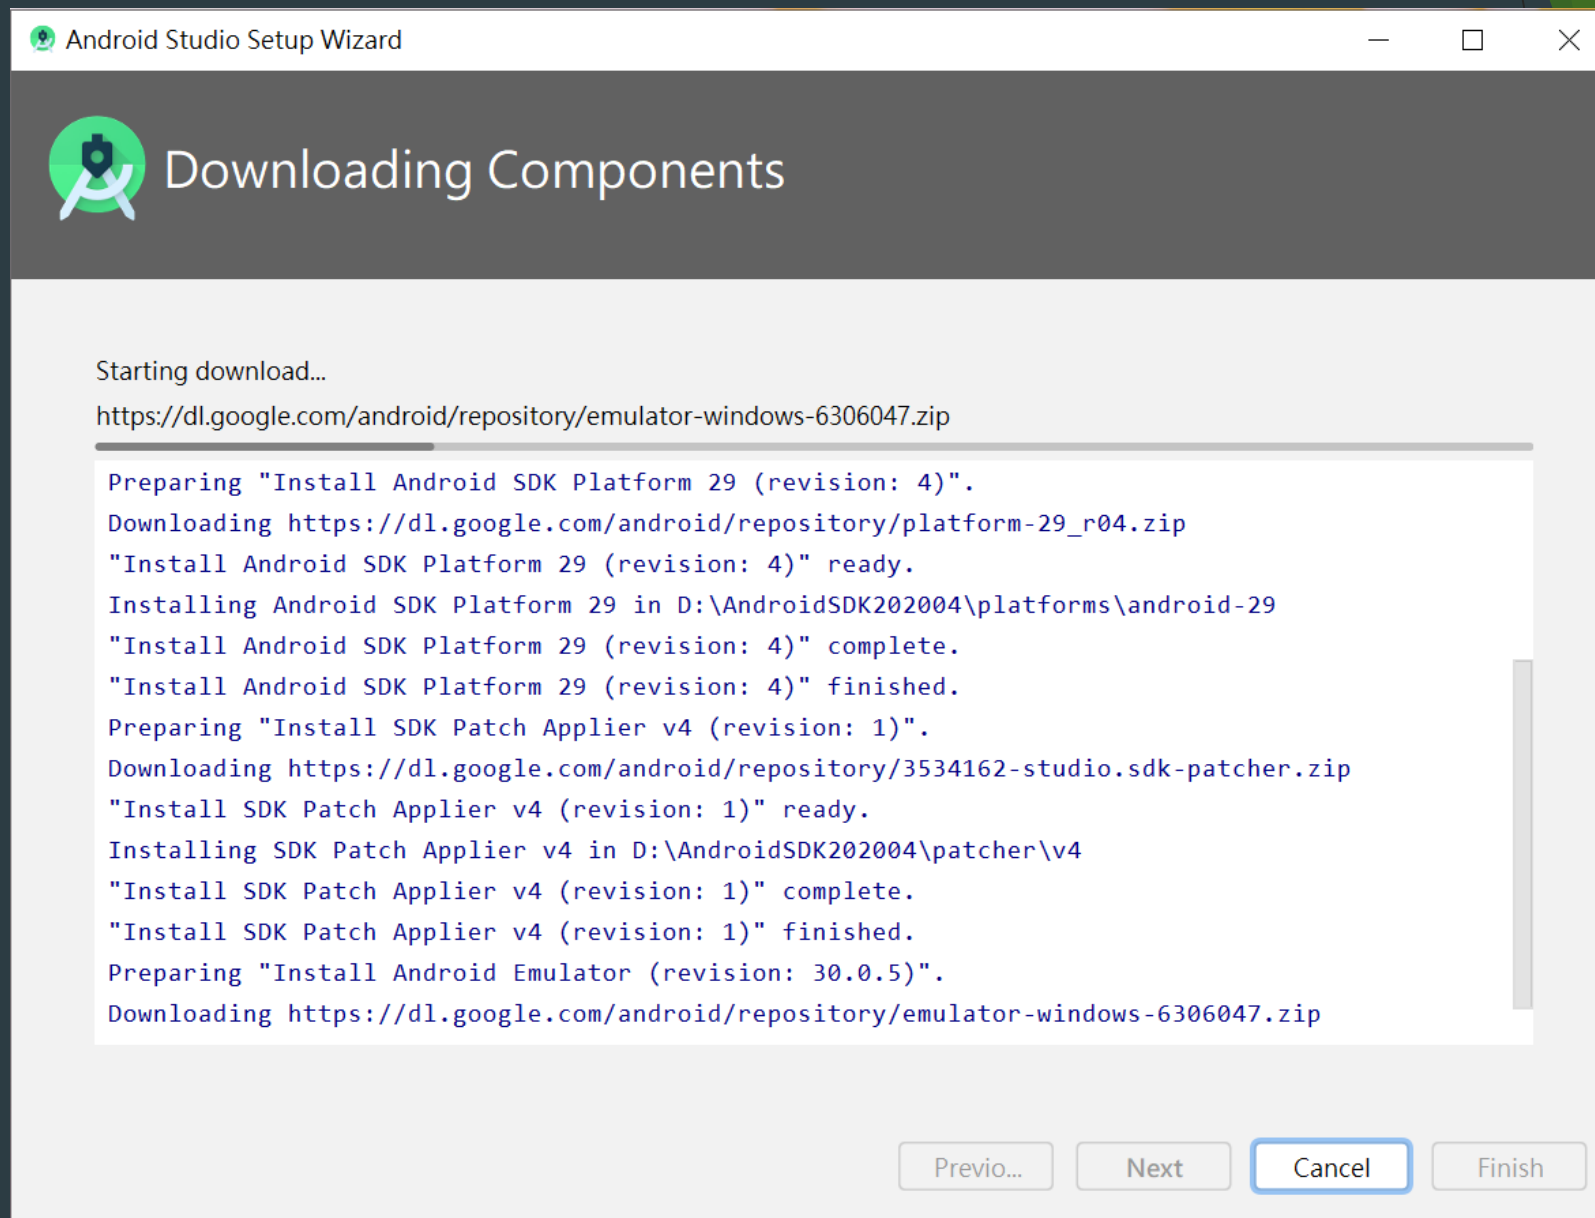 Android Studio Setup Wizard
Downloading Components
Starting download...
https://dl.google.com/android/repository/emulator-windows-6306047.zip
Preparing "Install Android SDK Platform 29 (revision: 4)".
Downloading https://dl.google.com/android/repository/platform-29_r04.zip
"Install Android SDK Platform 29 (revision: 4)" ready.
Installing Android SDK Platform 29 in D:\AndroidSDK202004\platforms\android-29
"Install Android SDK Platform 29 (revision: 4)" complete.
"Install Android SDK Platform 29 (revision: 4)" finished.
Preparing "Install SDK Patch Applier v4 (revision: 1)".
Downloading https://dl.google.com/android/repository/3534162-studio.sdk-patcher.zip
"Install SDK Patch Applier v4 (revision: 1)" ready.
Installing SDK Patch Applier v4 in D:\AndroidSDK202004\patcher\v4
"Install SDK Patch Applier v4 (revision: 1)" complete.
"Install SDK Patch Applier v4 (revision: 1)" finished.
Preparing "Install Android Emulator (revision: 30.0.5)".
Downloading https://dl.google.com/android/repository/emulator-windows-6306047.zip
Previo... Next Cancel Finish